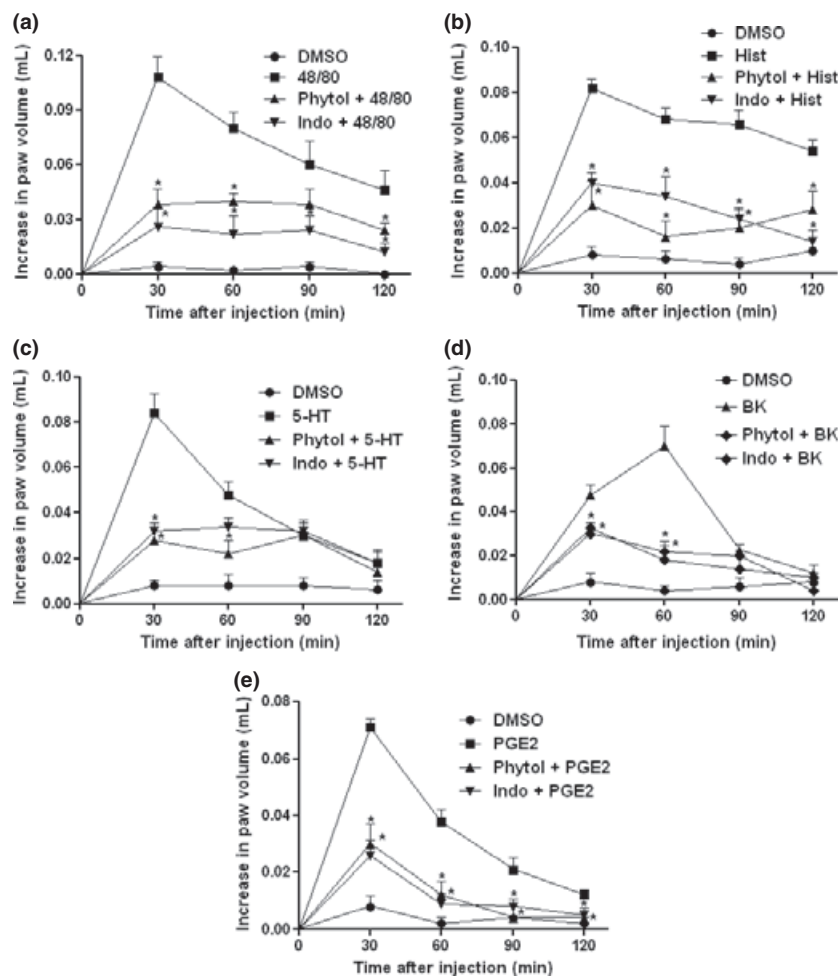 (a)
Increase in paw volume (mL)
0.12
0.09
0.06
0.03
0.00
DMSO
48/80
Phytol + 48/80
Indo + 48/80
* * * * * * * *
0 30 60 90 120
Time after injection (min)
(b)
Increase in paw volume (mL)
0.10
0.08
0.06
0.04
0.02
0.00
DMSO
Hist
Phytol + Hist
Indo + Hist
* * * * * * * *
0 30 60 90 120
Time after injection (min)
(c)
Increase in paw volume (mL)
0.10
0.08
0.06
0.04
0.02
0.00
DMSO
5-HT
Phytol + 5-HT
Indo + 5-HT
* * *
0 30 60 90 120
Time after injection (min)
(d)
Increase in paw volume (mL)
0.10
0.08
0.06
0.04
0.02
0.00
DMSO
BK
Phytol + BK
Indo + BK
* * * *
0 30 60 90 120
Time after injection (min)
(e)
Increase in paw volume (mL)
0.08
0.06
0.04
0.02
0.00
DMSO
PGE2
Phytol + PGE2
Indo + PGE2
* * * * * * * *
0 30 60 90 120
Time after injection (min)